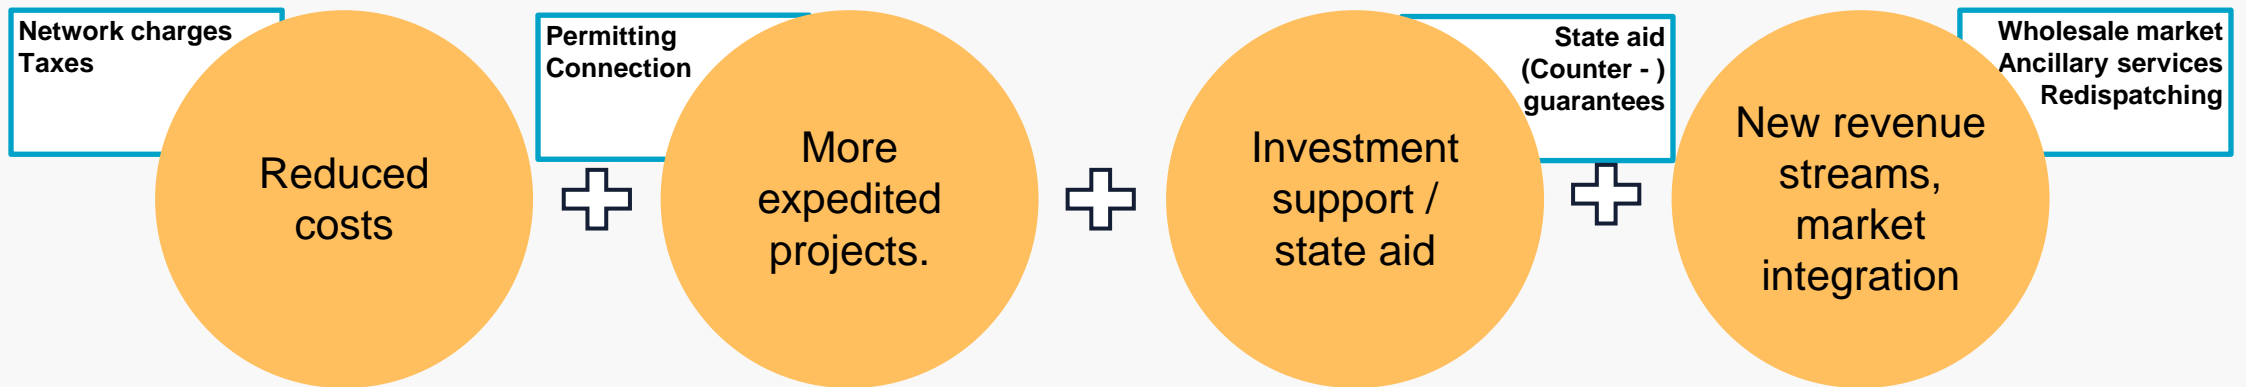 Network charges
Taxes
Reduced
costs
Permitting
Connection
More
expedited
projects.
State aid
(Counter - )
guarantees
Investment
support /
state aid
Wholesale market
Ancillary services
Redispatching
New revenue
streams,
market
integration